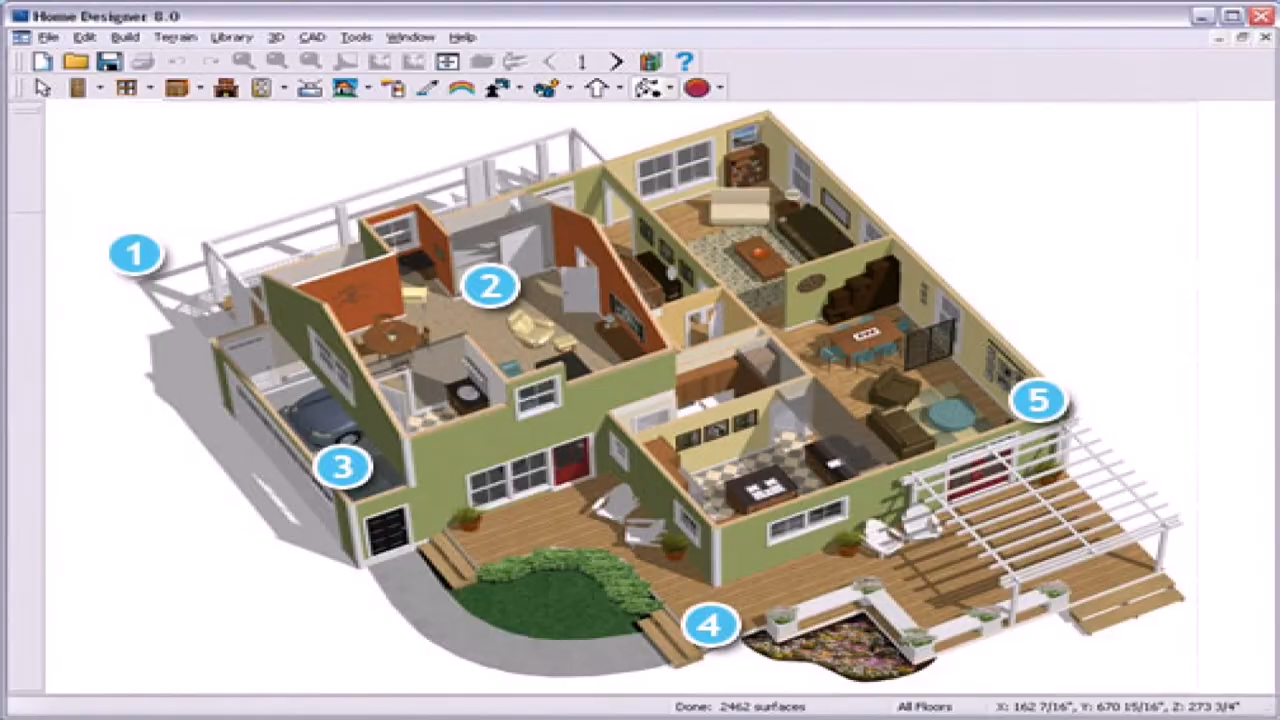 Home Designer 8.0
File Edit Build Terrain Library 3D CAD Tools Window Help
1 ?
1
2
3
4
5
Done: 2462 surfaces All Floors X: 162 7/16", Y: 670 15/16", Z: 273 3/4"